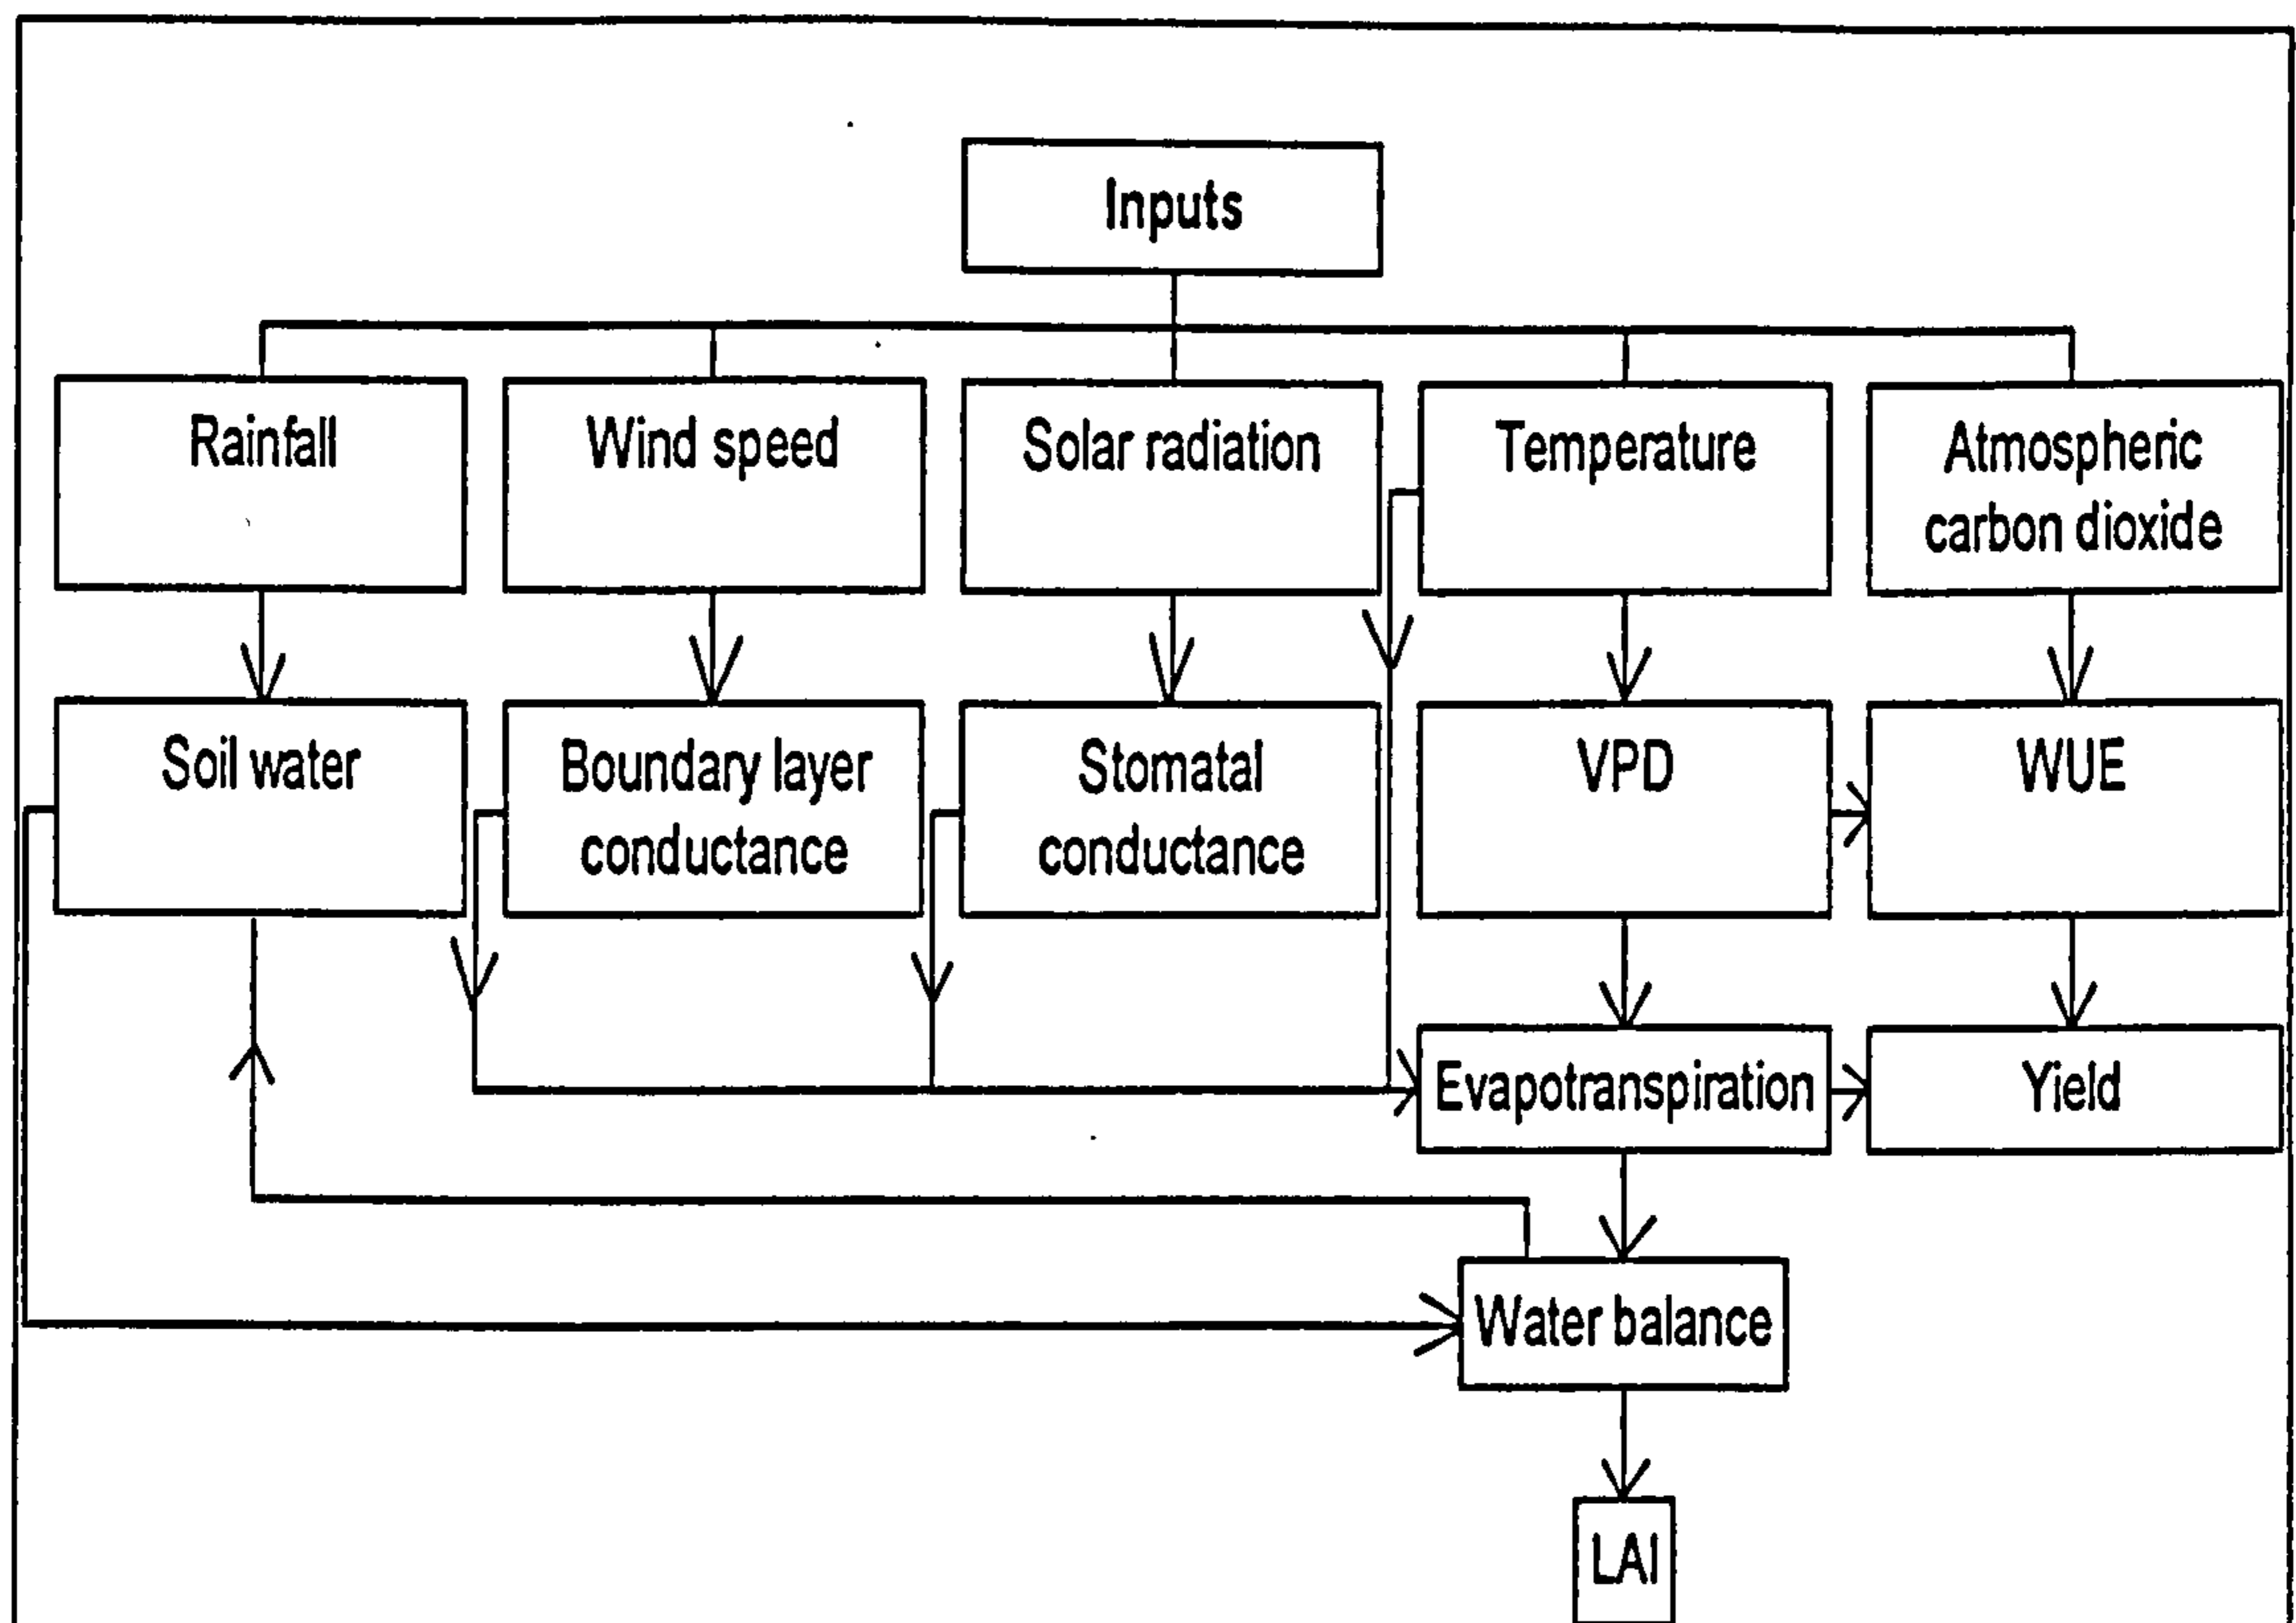 Inputs
Rainfall
Wind speed
Solar radiation
Temperature
Atmospheric
carbon dioxide
Soil water
Boundary layer
conductance
Stomatal
conductance
VPD
WUE
Evapotranspiration
Yield
Water balance
LAI